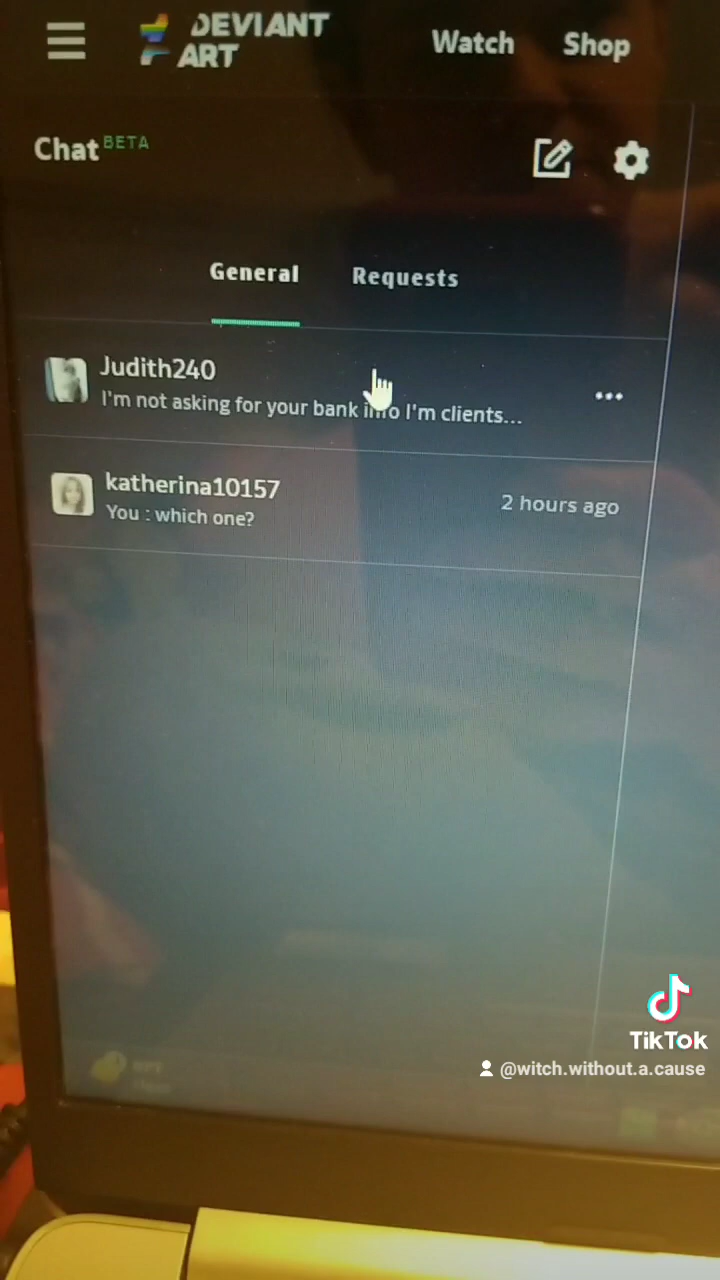 DEVIANT
ART
Watch
Shop
Chat BETA
General
Requests
Judith240
I'm not asking for your bank info I'm clients...
katherina10157
2 hours ago
You : which one?
TikTok
@witch.without.a.cause